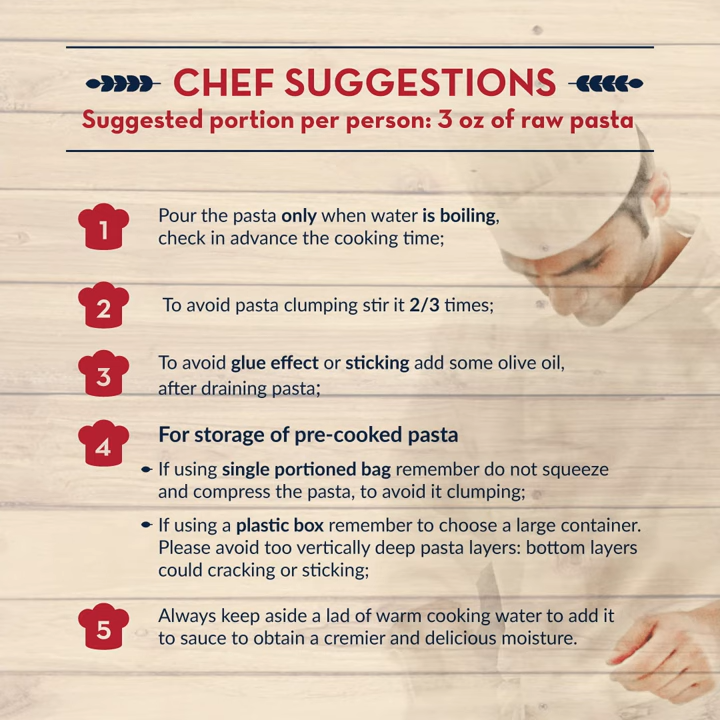 CHEF SUGGESTIONS
Suggested portion per person: 3 oz of raw pasta
1
Pour the pasta only when water is boiling,
check in advance the cooking time;
2
To avoid pasta clumping stir it 2/3 times;
3
To avoid glue effect or sticking add some olive oil,
after draining pasta;
4
For storage of pre-cooked pasta
If using single portioned bag remember do not squeeze
and compress the pasta, to avoid it clumping;
If using a plastic box remember to choose a large container.
Please avoid too vertically deep pasta layers: bottom layers
could cracking or sticking;
5
Always keep aside a lad of warm cooking water to add it
to sauce to obtain a cremier and delicious moisture.